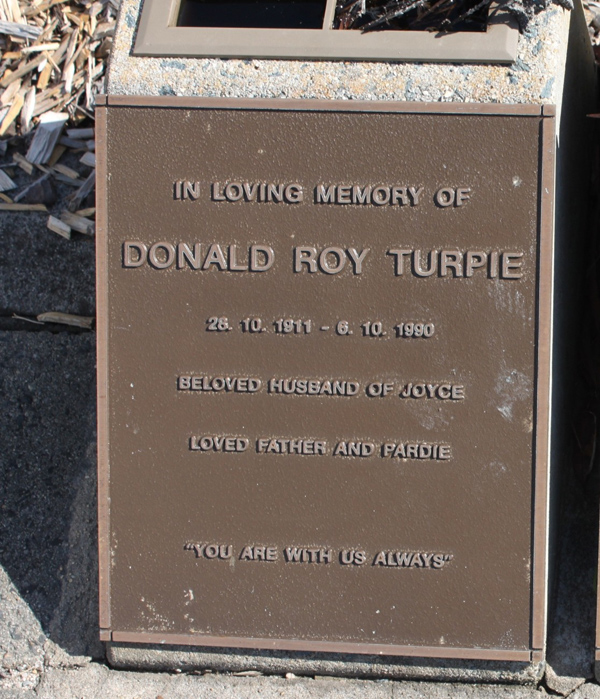 IN LOVING MEMORY OF
DONALD ROY TURPIE
28. 10. 1911 - 6. 10. 1990
BELOVED HUSBAND OF JOYCE
LOVED FATHER AND PARDIE
"YOU ARE WITH US ALWAYS"